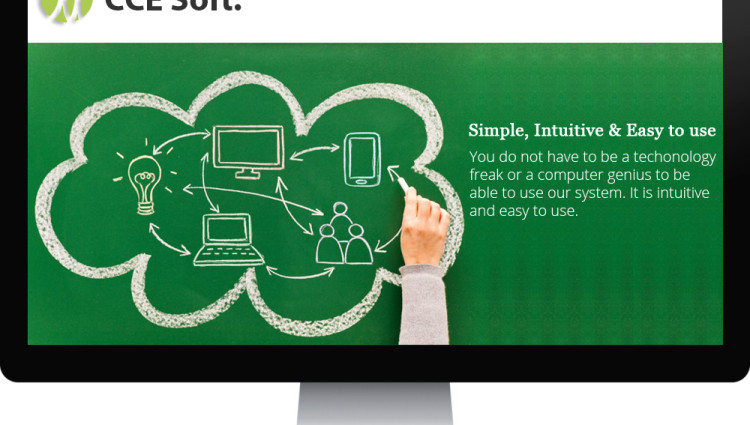 CCE Soft.
Simple, Intuitive & Easy to use
You do not have to be a techonology
freak or a computer genius to be
able to use our system. It is intuitive
and easy to use.